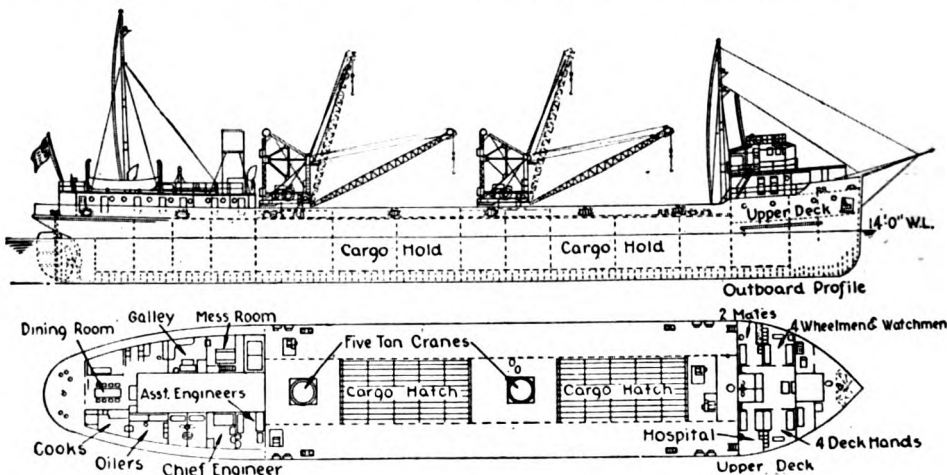 Upper Deck
14'-0" W.L.
Cargo Hold
Cargo Hold
Outboard Profile
Dining Room
Galley
Mess Room
2 Mates
4 Wheelmen & Watchmen
Five Ton Cranes
Asst. Engineers
Cargo Hatch
Cargo Hatch
Cooks
Oilers
Chief Engineer
Hospital
4 Deck Hands
Upper Deck